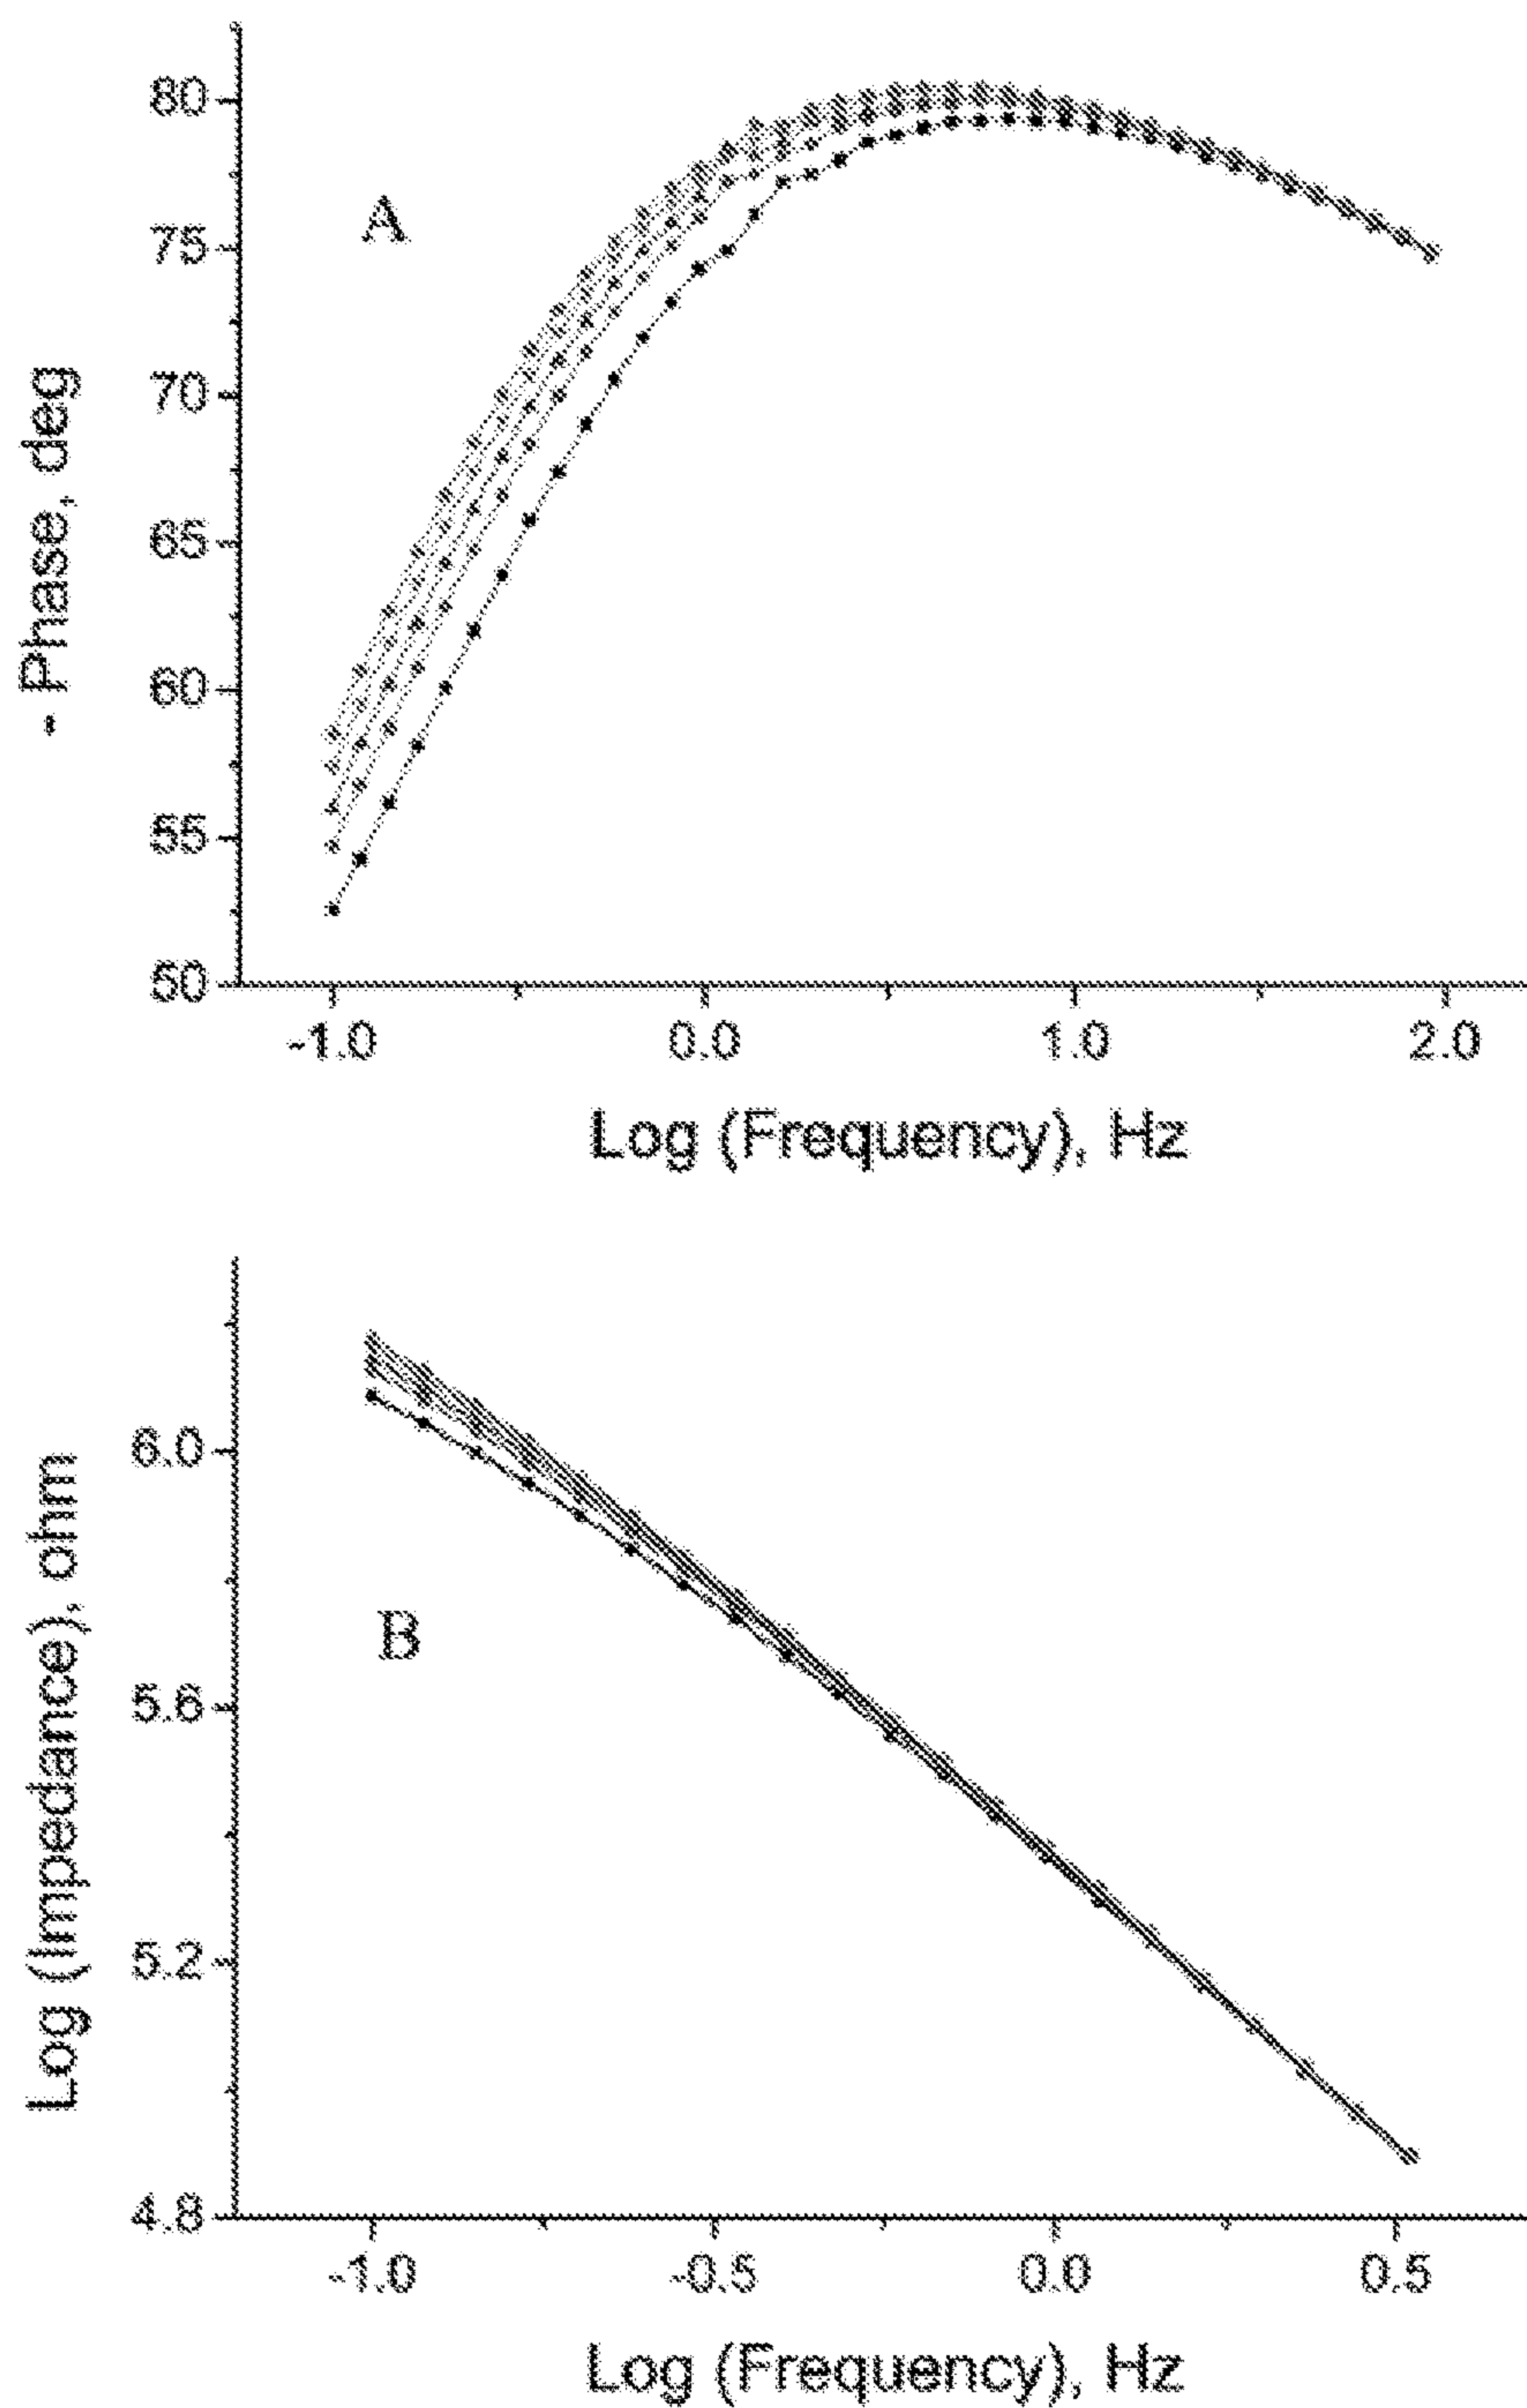 80
75
70
65
60
55
50
- Phase, deg
A
-1.0 0.0 1.0 2.0
Log (Frequency), Hz
6.0
5.6
5.2
4.8
Log (Impedance), ohm
B
-1.0 -0.5 0.0 0.5
Log (Frequency), Hz